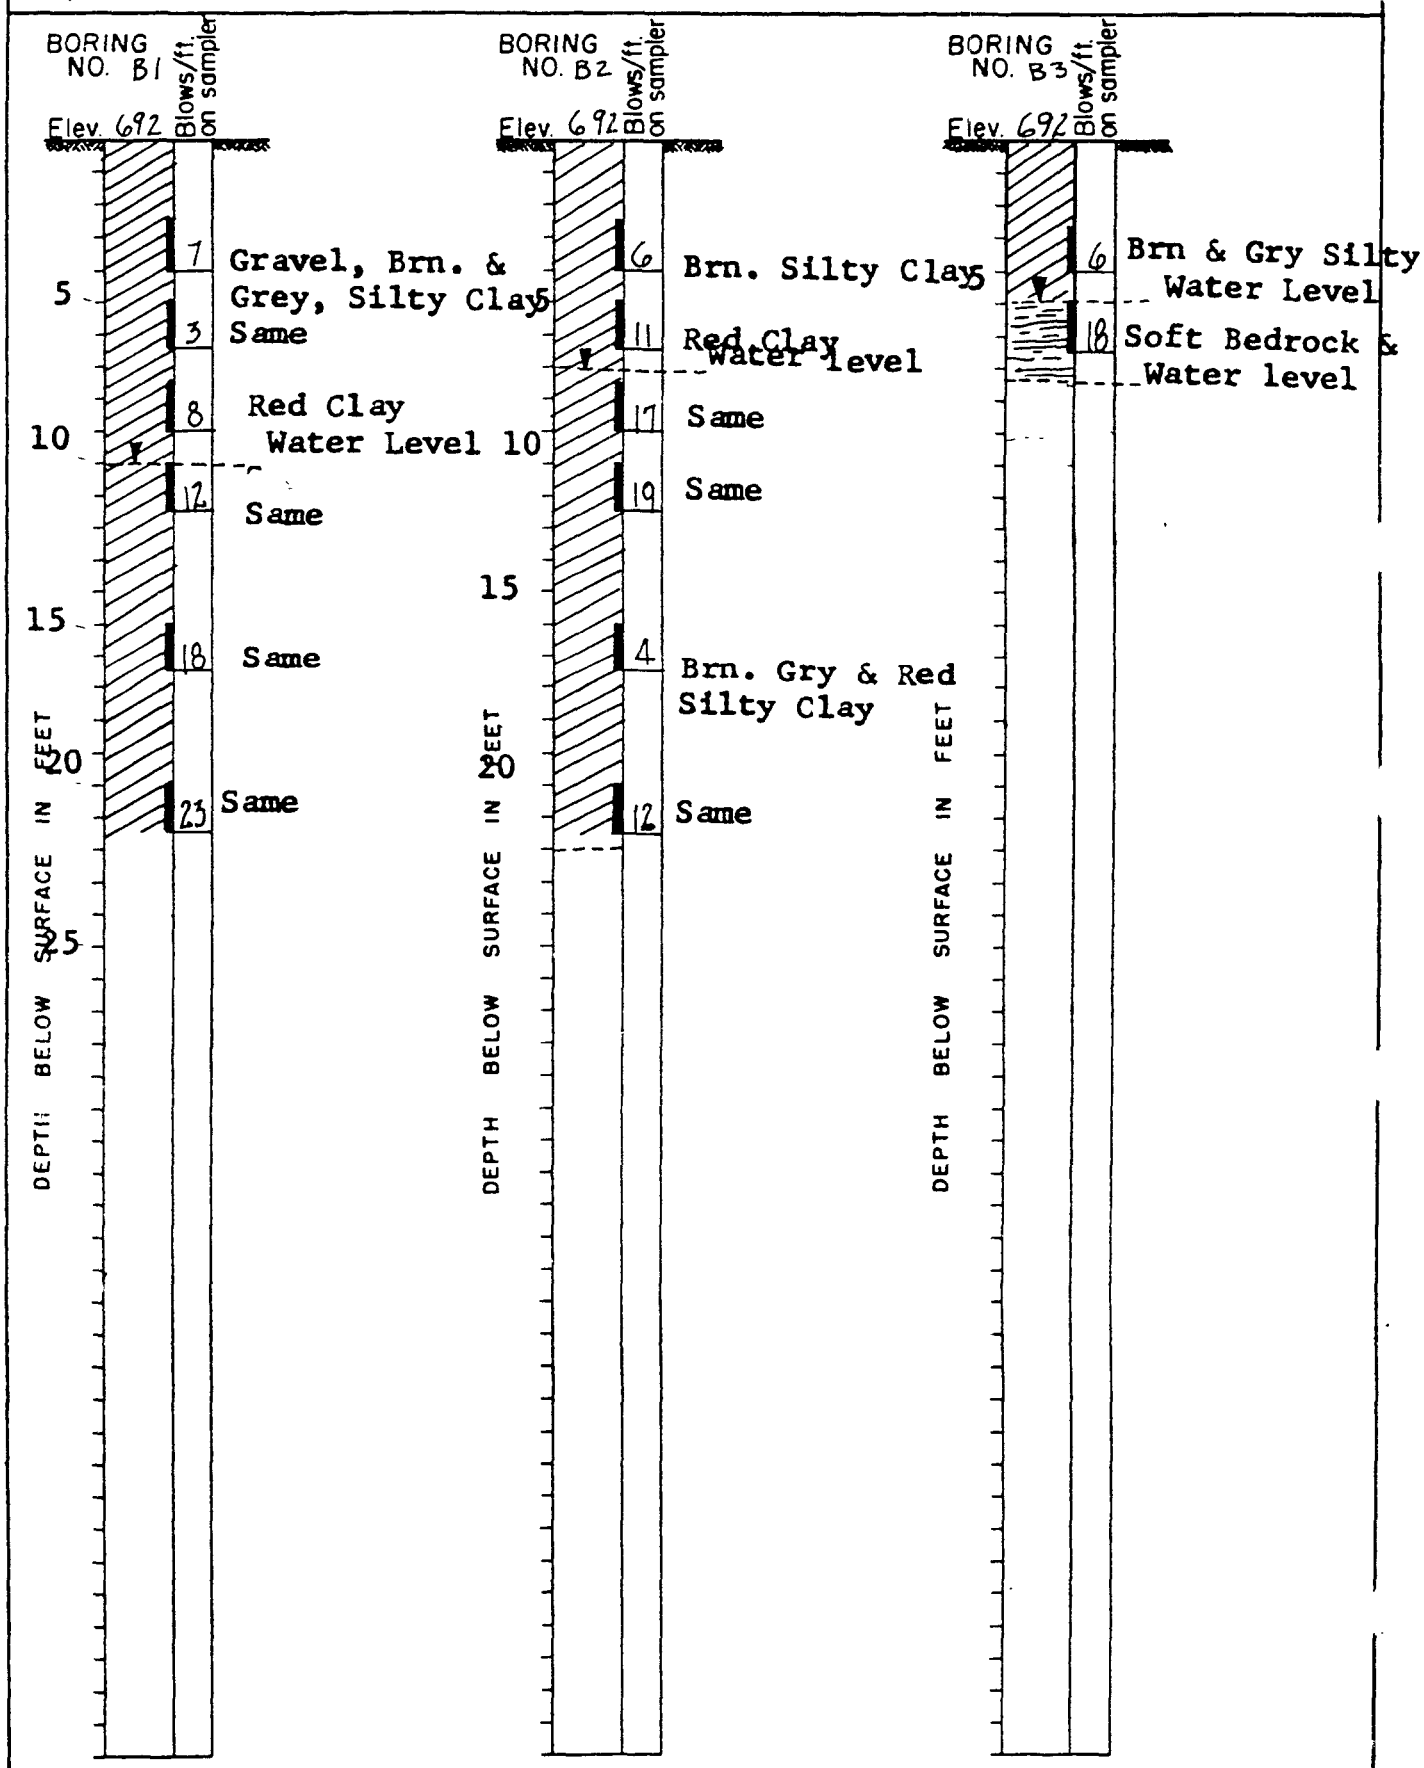 BORING
NO. B1
Blows/ft.
on sampler
Elev. 692
7
Gravel, Brn. &
Grey, Silty Clay
5
3
Same
8
Red Clay
Water Level
10
12
Same
15
18
Same
20
23
Same
25
DEPTH BELOW SURFACE IN FEET
BORING
NO. B2
Blows/ft.
on sampler
Elev. 692
6
Brn. Silty Clay
5
11
Red Clay
Water level
17
Same
10
19
Same
15
4
Brn. Gry & Red
Silty Clay
20
12
Same
DEPTH BELOW SURFACE IN FEET
BORING
NO. B3
Blows/ft.
on sampler
Elev. 692
6
Brn & Gry Silty
5
Water Level
18
Soft Bedrock &
Water level
DEPTH BELOW SURFACE IN FEET